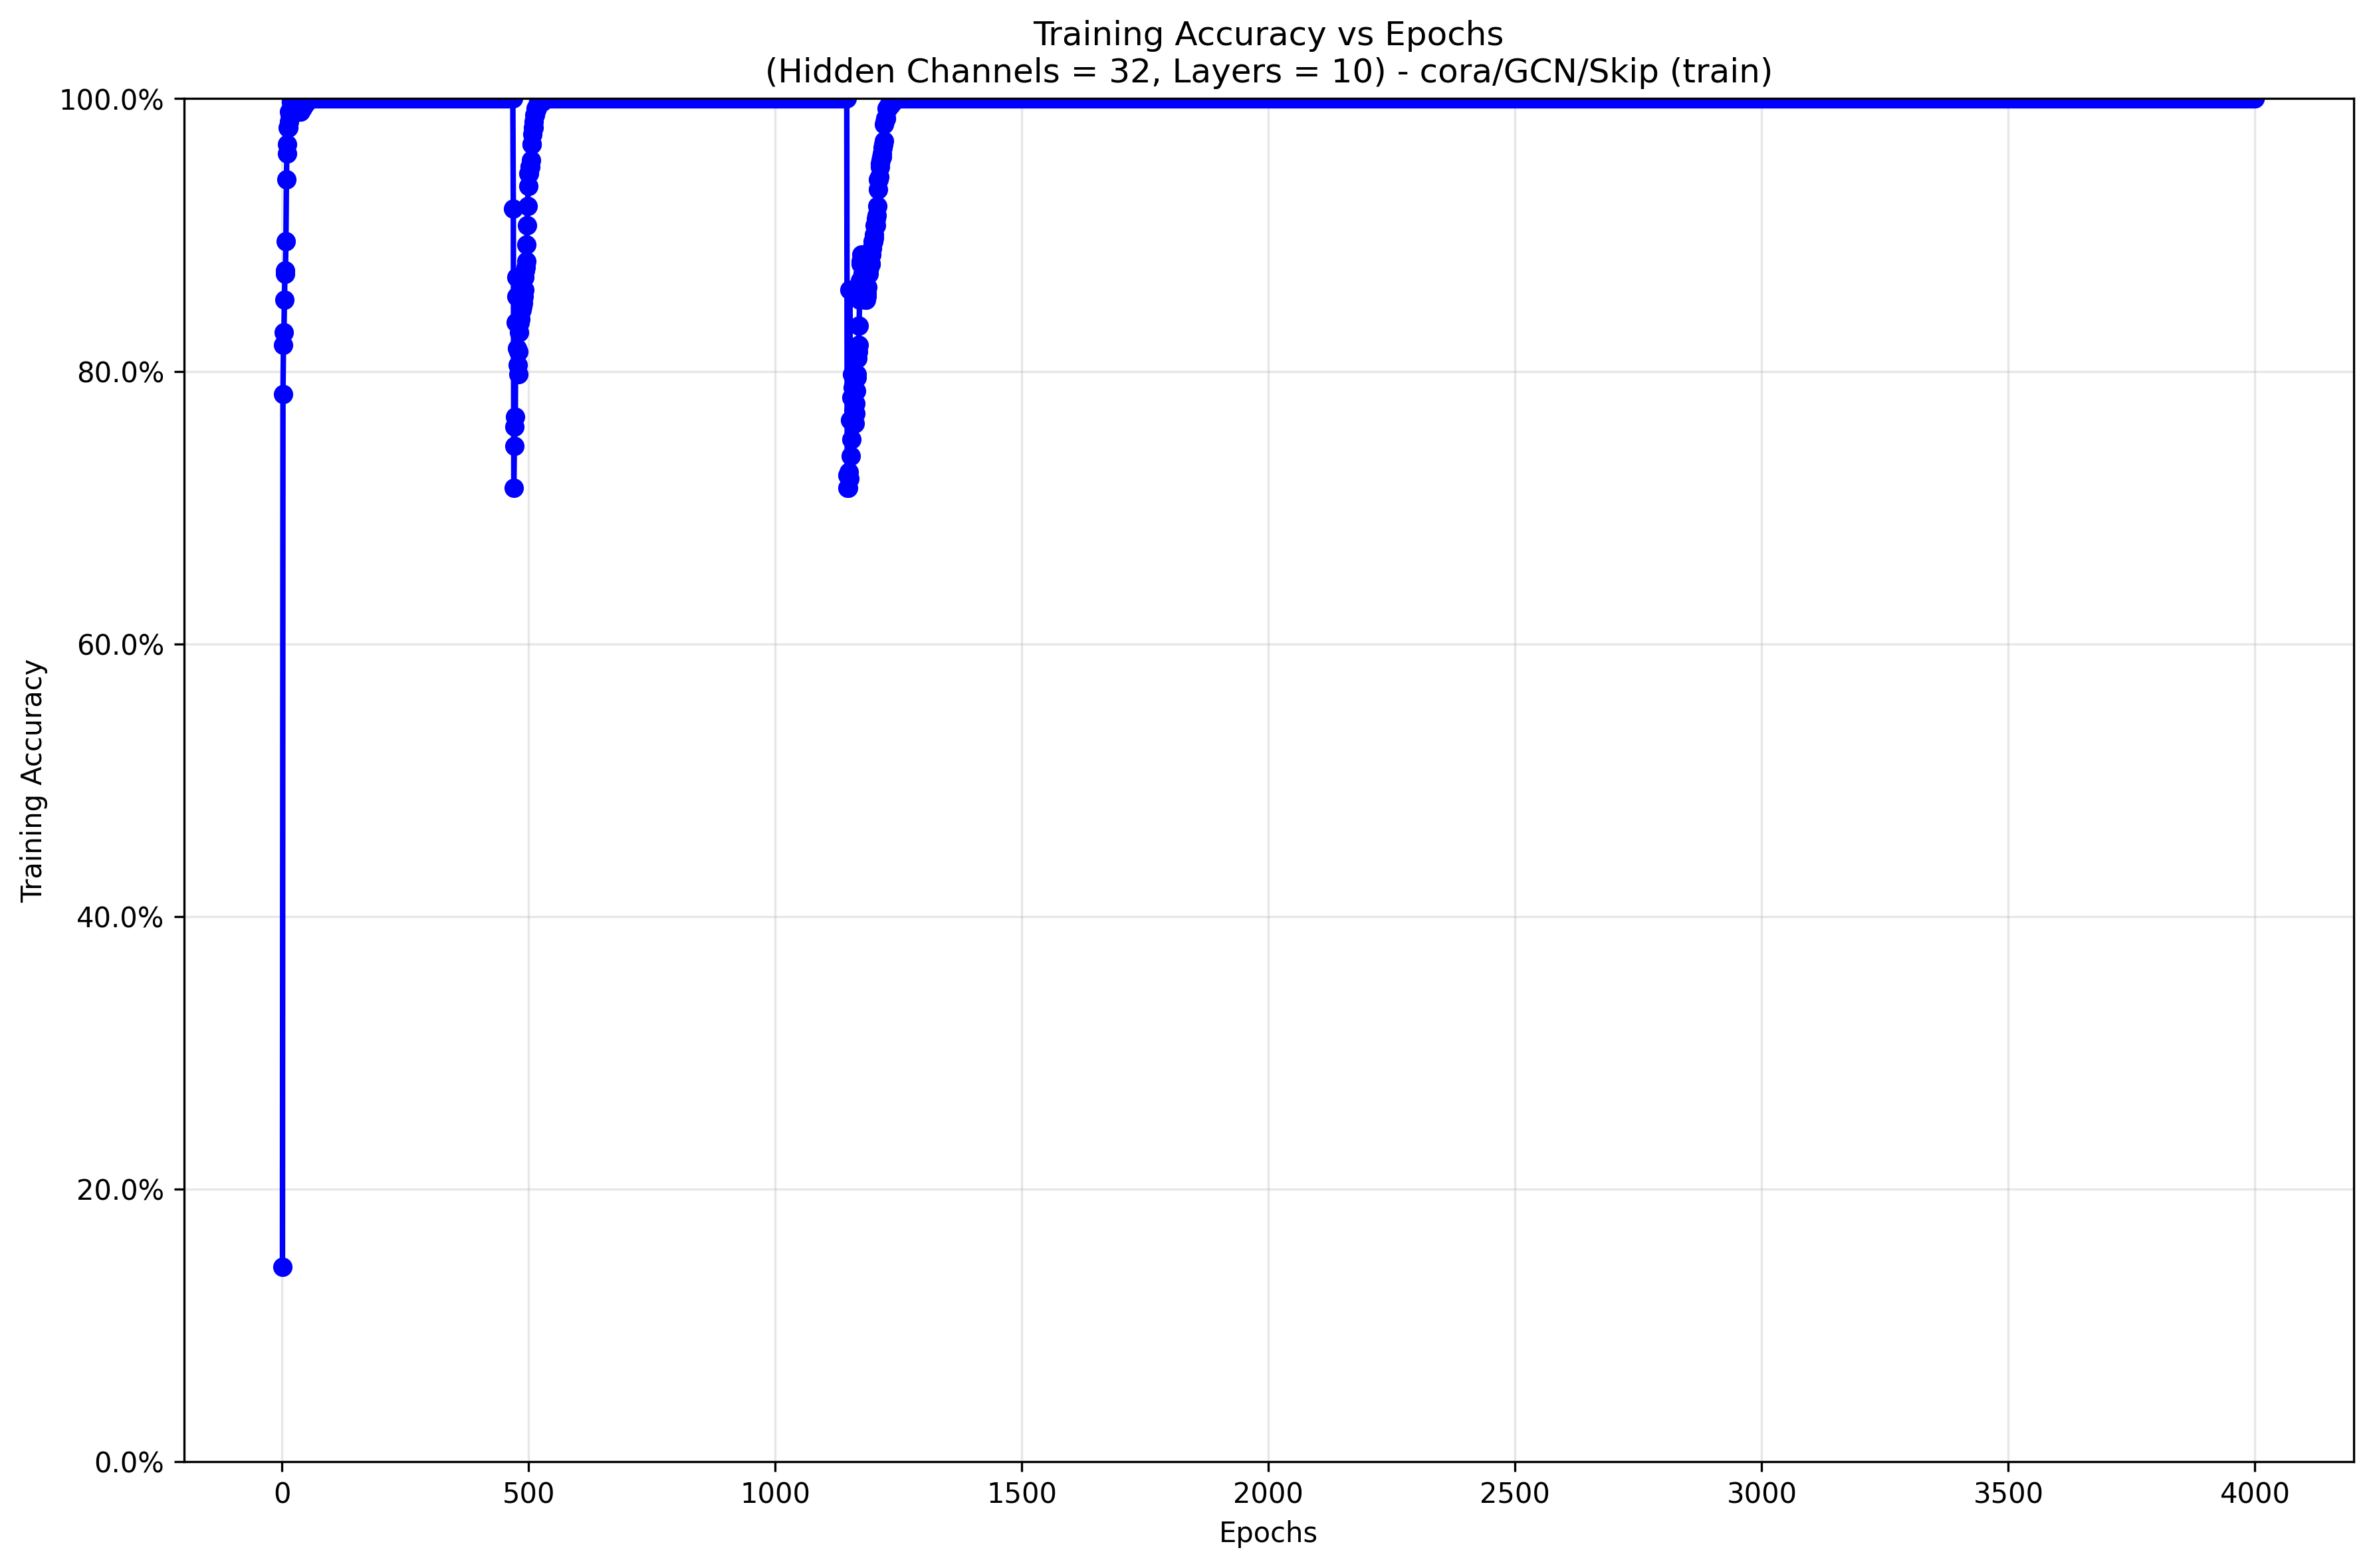 Training Accuracy vs Epochs
(Hidden Channels = 32, Layers = 10) - cora/GCN/Skip (train)
100.0%
80.0%
60.0%
40.0%
20.0%
0.0%
Training Accuracy
0 500 1000 1500 2000 2500 3000 3500 4000
Epochs